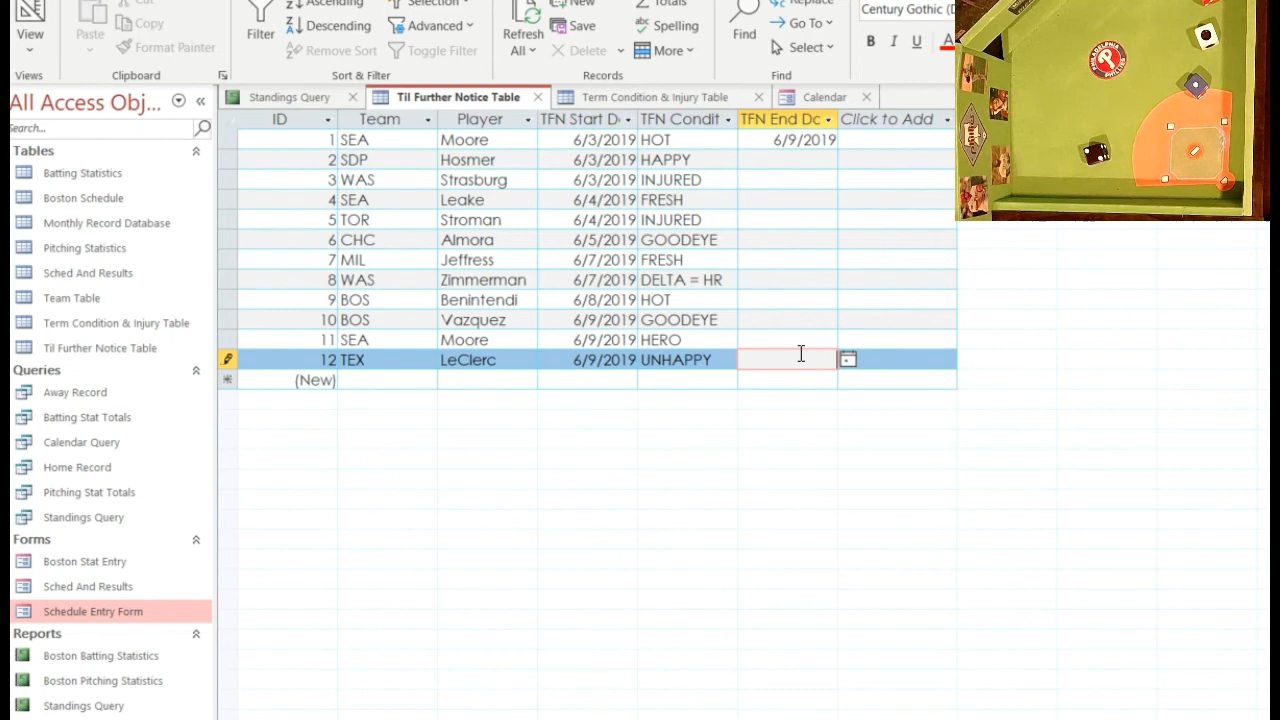 View
Paste
Cut
Copy
Format Painter
Filter
Ascending
Descending
Remove Sort
Selection
Advanced
Toggle Filter
Refresh
All
New
Save
Delete
Totals
Spelling
More
Find
Replace
Go To
Select
Century Gothic (D
B I U A
Views
Clipboard
Sort & Filter
Records
Find
PHILADELPHIA
PHILLIES
All Access Obj...
Search...
Tables
Batting Statistics
Boston Schedule
Monthly Record Database
Pitching Statistics
Sched And Results
Team Table
Term Condition & Injury Table
Til Further Notice Table
Queries
Away Record
Batting Stat Totals
Calendar Query
Home Record
Pitching Stat Totals
Standings Query
Forms
Boston Stat Entry
Sched And Results
Schedule Entry Form
Reports
Boston Batting Statistics
Boston Pitching Statistics
Standings Query
Standings Query Til Further Notice Table Term Condition & Injury Table Calendar
ID Team Player TFN Start D TFN Condit TFN End Dc Click to Add
1 SEA Moore 6/3/2019 HOT 6/9/2019
2 SDP Hosmer 6/3/2019 HAPPY
3 WAS Strasburg 6/3/2019 INJURED
4 SEA Leake 6/4/2019 FRESH
5 TOR Stroman 6/4/2019 INJURED
6 CHC Almora 6/5/2019 GOODEYE
7 MIL Jeffress 6/7/2019 FRESH
8 WAS Zimmerman 6/7/2019 DELTA = HR
9 BOS Benintendi 6/8/2019 HOT
10 BOS Vazquez 6/9/2019 GOODEYE
11 SEA Moore 6/9/2019 HERO
12 TEX LeClerc 6/9/2019 UNHAPPY
(New)